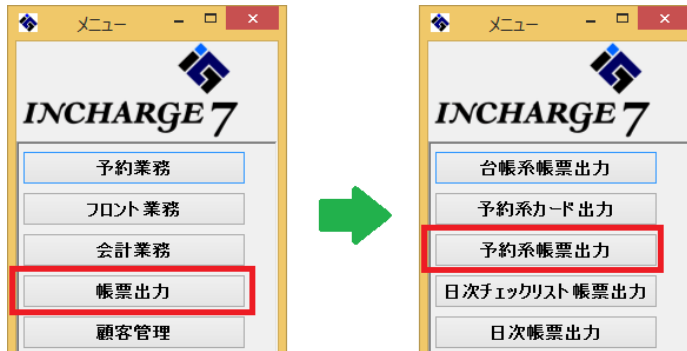 メニュー
INCHARGE 7
予約業務
フロント業務
会計業務
帳票出力
顧客管理
メニュー
INCHARGE 7
台帳系帳票出力
予約系カード出力
予約系帳票出力
日次チェックリスト帳票出力
日次帳票出力